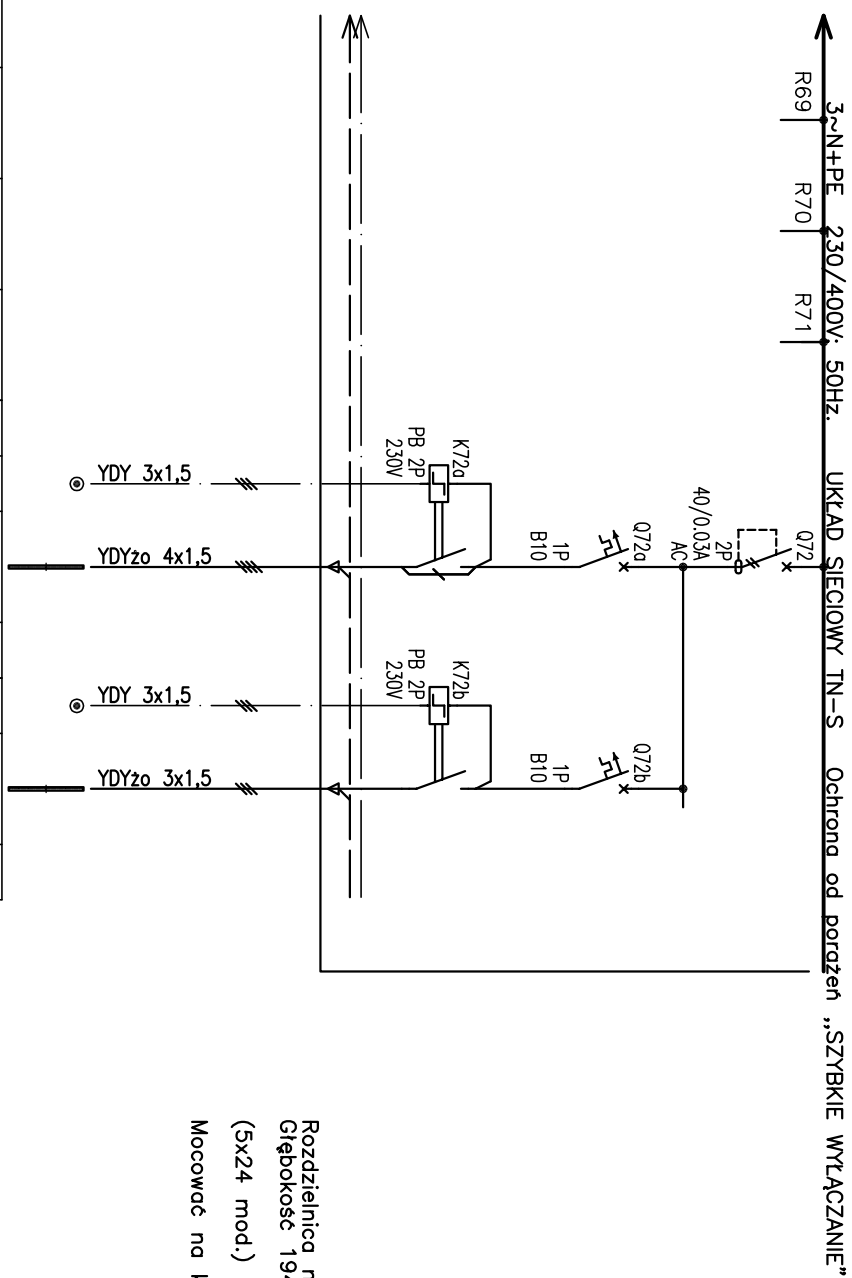 3~N+PE 230/400V; 50Hz. UKŁAD SIECIOWY TN-S Ochrona od porażeń „SZYBKIE WYŁĄCZANIE”
R69
R70
R71
Q72
2P
40/0.03A
AC
Q72a
1P
B10
Q72b
1P
B10
K72a
PB 2P
230V
K72b
PB 2P
230V
YDY 3x1,5
YDYżo 4x1,5
YDY 3x1,5
YDYżo 3x1,5
Rozdzielnica
Głębokość 194
(5x24 mod.)
Mocować na